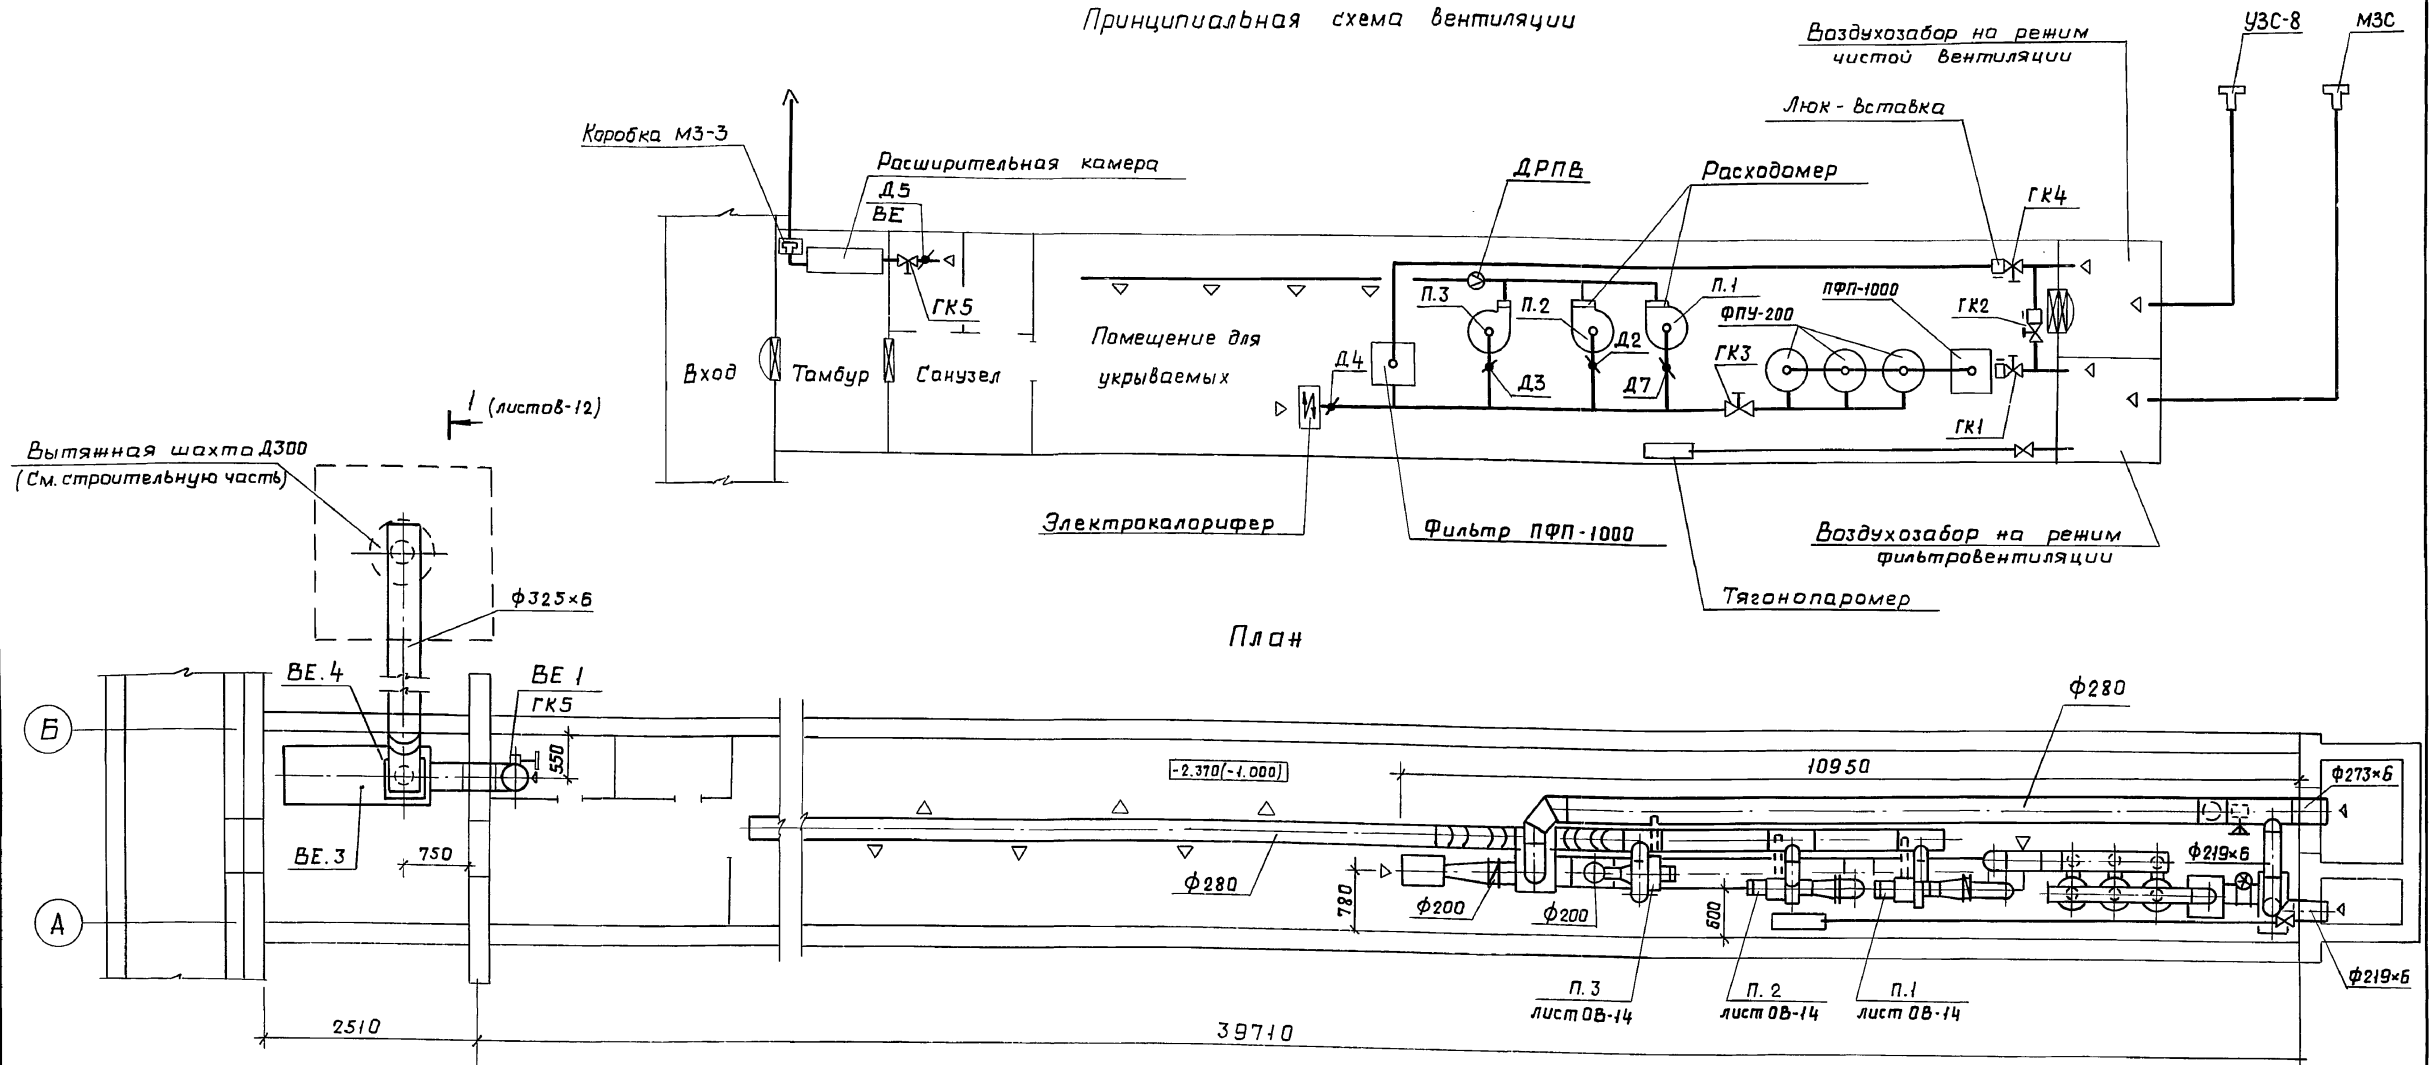 Принципиальная схема вентиляции
УЗС-8
МЗС
Воздухозабор на режим
чистой вентиляции
Люк-вставка
Коробка МЗ-3
Расширительная камера
Д5
ВЕ
ДРПВ
Расходомер
ГК4
ГК5
П.3
П.2
П.1
ПФП-1000
ГК2
ФПУ-200
Помещение для
укрываемых
Вход
Тамбур
Санузел
Д4
Д3
Д2
Д7
ГК3
ГК1
1 (листОВ-12)
Вытяжная шахта Д300
(См. строительную часть)
Электрокалорифер
Фильтр ПФП-1000
Воздухозабор на режим
фильтровентиляции
Тягонопаромер
План
ф325×6
ВЕ.4
ВЕ 1
ГК5
ф280
Б
550
-2.370(-1.000)
10950
ф273×6
ВЕ.3
750
ф280
780
ф200
ф200
600
ф219×6
А
П.3
лист ОВ-14
П.2
лист ОВ-14
П.1
лист ОВ-14
ф219×6
2510
39710